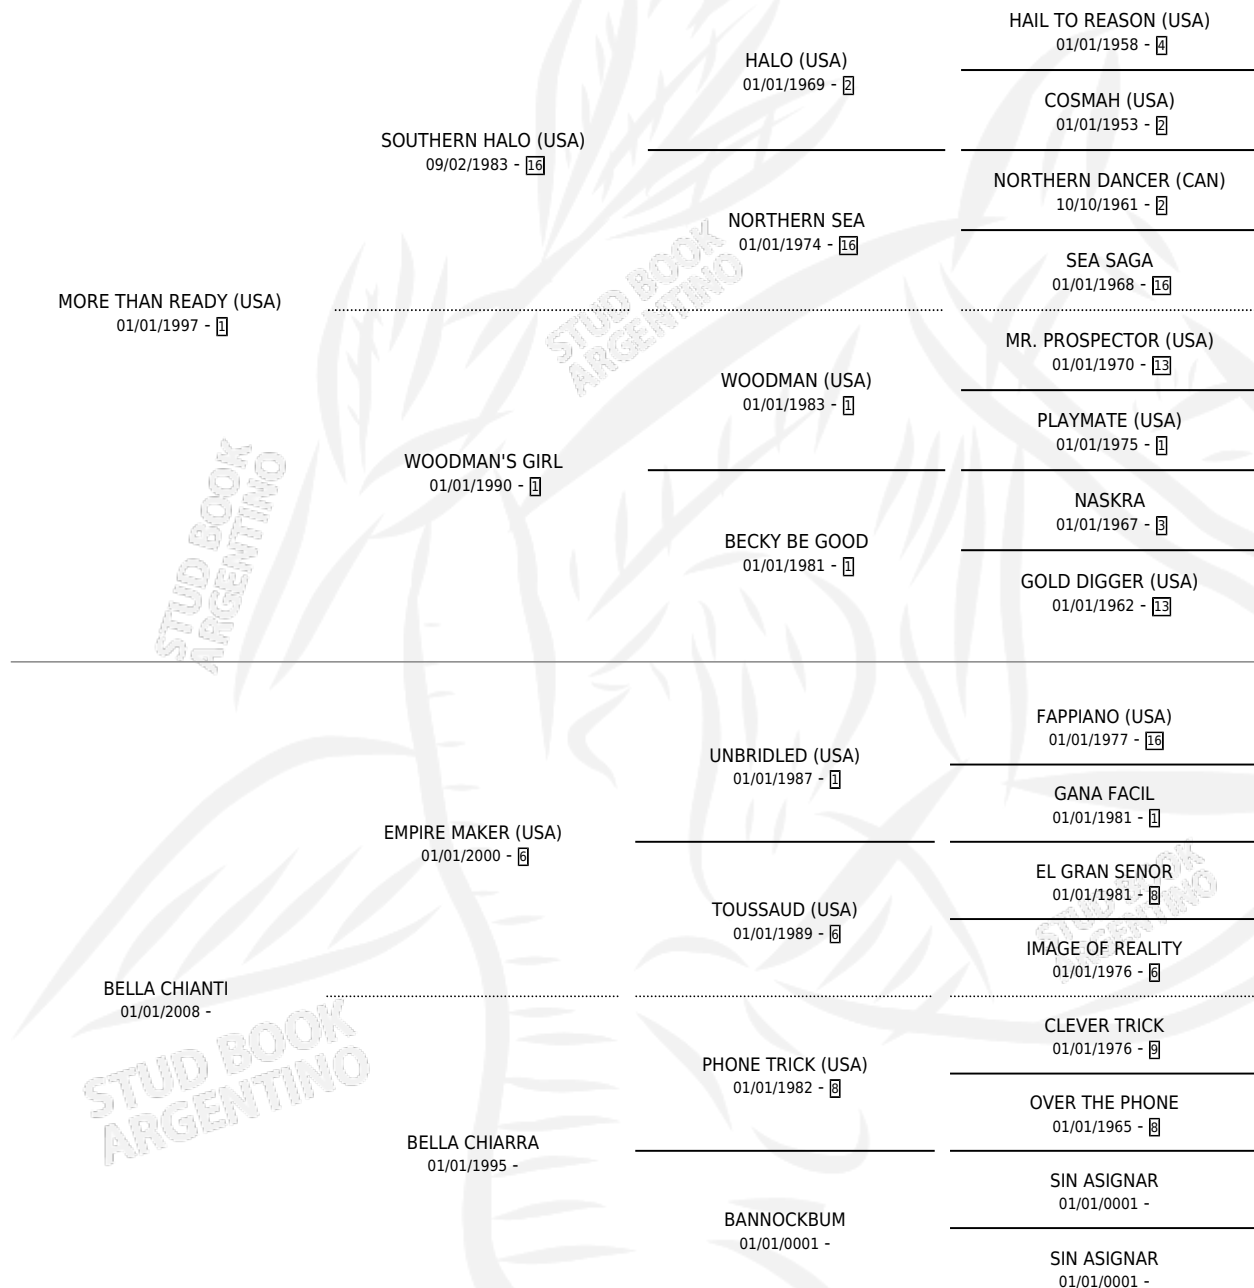 MORE THAN READY (USA)
01/01/1997 - 1
SOUTHERN HALO (USA)
09/02/1983 - 16
WOODMAN'S GIRL
01/01/1990 - 1
HALO (USA)
01/01/1969 - 2
NORTHERN SEA
01/01/1974 - 16
WOODMAN (USA)
01/01/1983 - 1
BECKY BE GOOD
01/01/1981 - 1
HAIL TO REASON (USA)
01/01/1958 - 4
COSMAH (USA)
01/01/1953 - 2
NORTHERN DANCER (CAN)
10/10/1961 - 2
SEA SAGA
01/01/1968 - 16
MR. PROSPECTOR (USA)
01/01/1970 - 13
PLAYMATE (USA)
01/01/1975 - 1
NASKRA
01/01/1967 - 3
GOLD DIGGER (USA)
01/01/1962 - 13
BELLA CHIANTI
01/01/2008 -
EMPIRE MAKER (USA)
01/01/2000 - 6
BELLA CHIARRA
01/01/1995 -
UNBRIDLED (USA)
01/01/1987 - 1
TOUSSAUD (USA)
01/01/1989 - 6
PHONE TRICK (USA)
01/01/1982 - 8
BANNOCKBUM
01/01/0001 -
FAPPIANO (USA)
01/01/1977 - 16
GANA FACIL
01/01/1981 - 1
EL GRAN SENOR
01/01/1981 - 8
IMAGE OF REALITY
01/01/1976 - 6
CLEVER TRICK
01/01/1976 - 9
OVER THE PHONE
01/01/1965 - 8
SIN ASIGNAR
01/01/0001 -
SIN ASIGNAR
01/01/0001 -
STUD BOOK
ARGENTINO
STUD BOOK
ARGENTINO
STUD BOOK
ARGENTINO
STUD BOOK
ARGENTINO